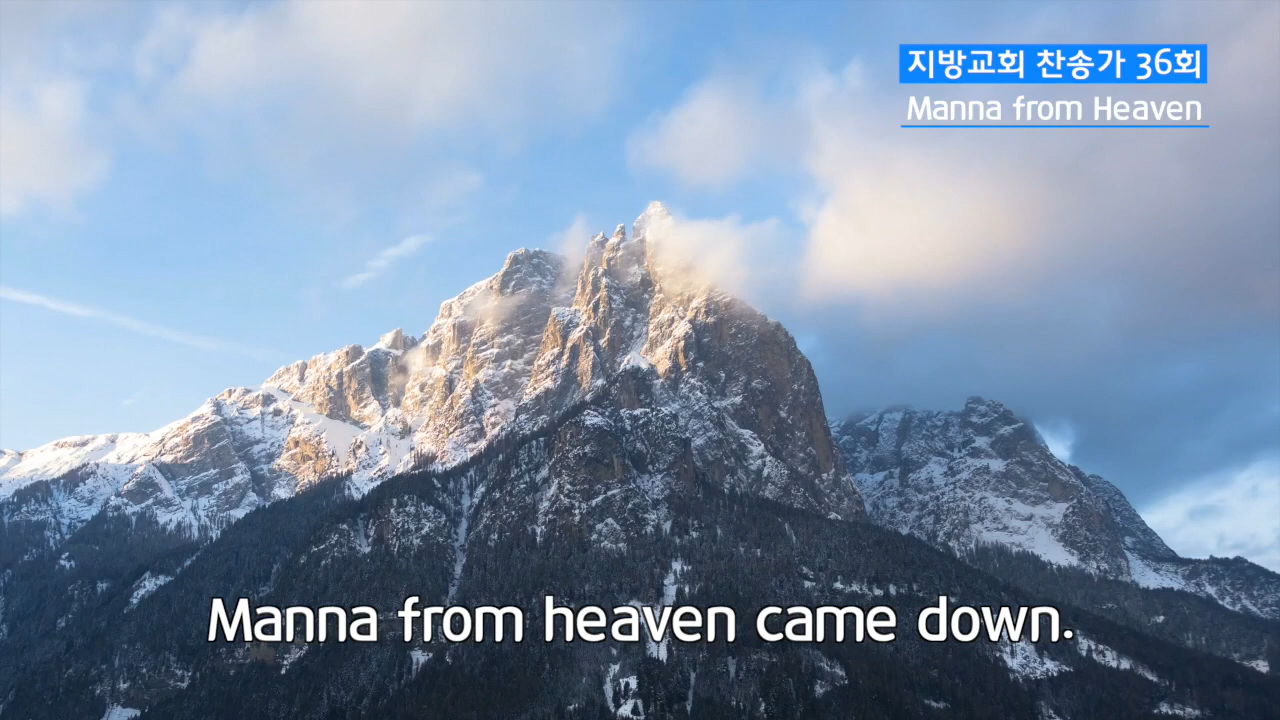 지방교회 찬송가 36회
Manna from Heaven
Manna from heaven came down.